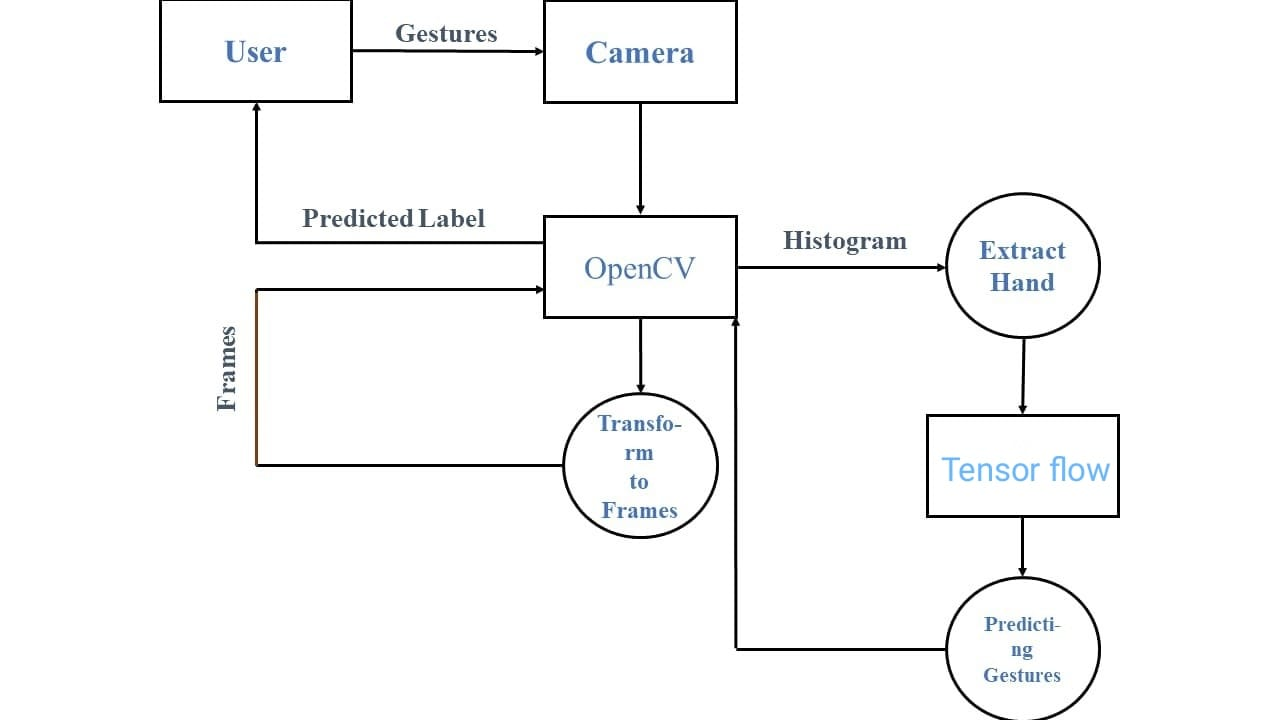 User
Gestures
Camera
Predicted Label
OpenCV
Histogram
Extract
Hand
Frames
Transfo-
rm
to
Frames
Tensor flow
Predicti-
ng
Gestures